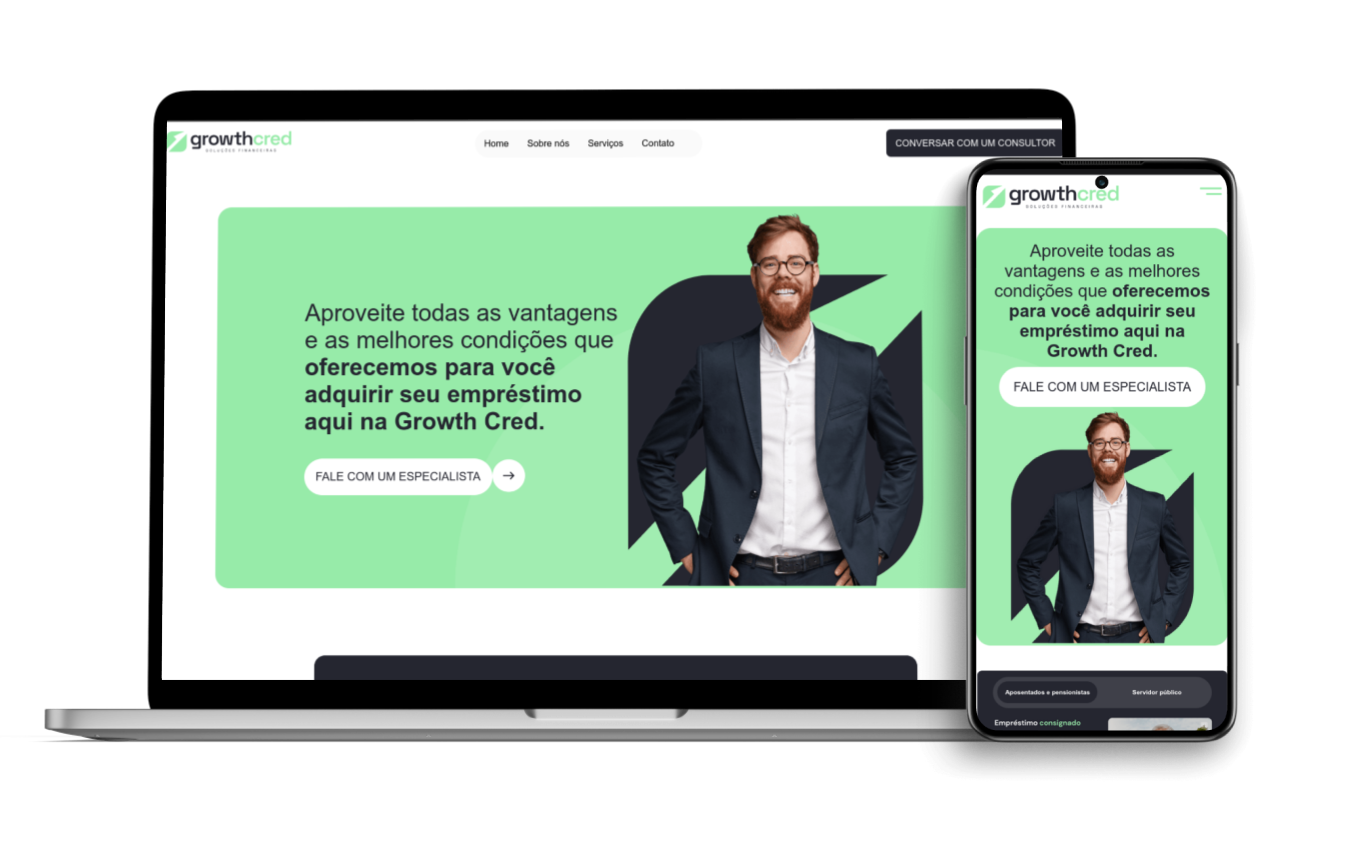 growthcred
SOLUÇÕES FINANCEIRAS
Home Sobre nós Serviços Contato
CONVERSAR COM UM CONSULTOR
Aproveite todas as vantagens
e as melhores condições que
oferecemos para você
adquirir seu empréstimo
aqui na Growth Cred.
FALE COM UM ESPECIALISTA
growthcred
SOLUÇÕES FINANCEIRAS
Aproveite todas as
vantagens e as melhores
condições que oferecemos
para você adquirir seu
empréstimo aqui na
Growth Cred.
FALE COM UM ESPECIALISTA
Aposentados e pensionistas Servidor público
Empréstimo consignado